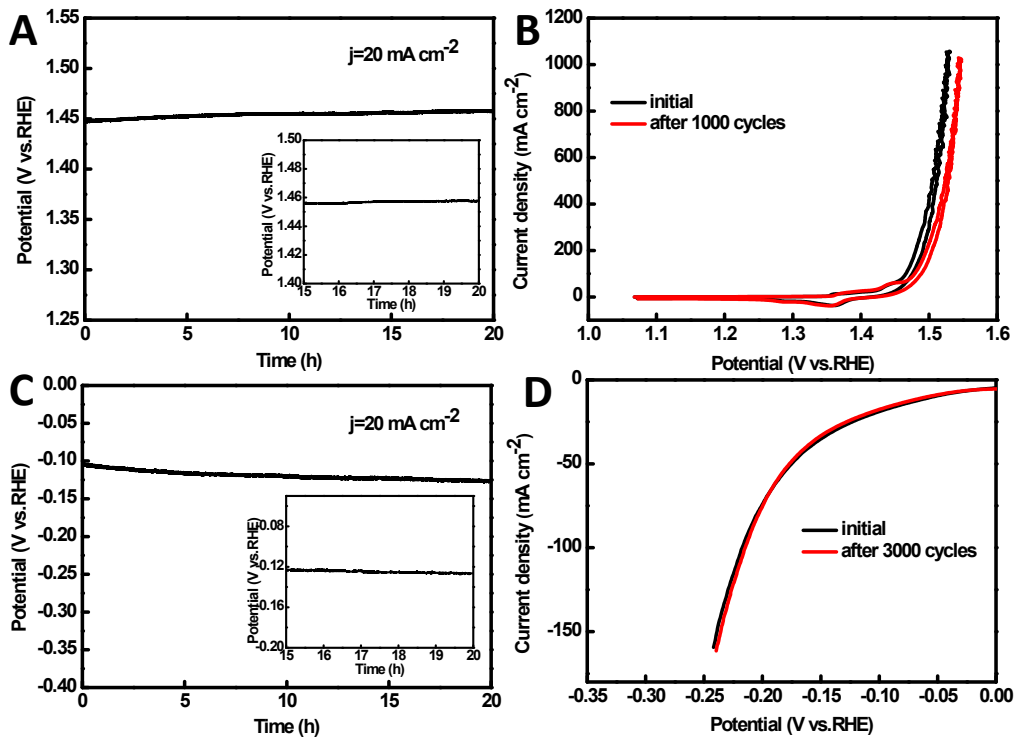 A
1.55
1.50
1.45
1.40
1.35
1.30
1.25
Potential (V vs.RHE)
j=20 mA cm-2
1.50
1.48
1.46
1.44
1.42
1.40
Potential (V vs.RHE)
15 16 17 18 19 20
Time (h)
0 5 10 15 20
Time (h)
B
1200
1000
800
600
400
200
0
Current density (mA cm-2)
initial
after 1000 cycles
1.0 1.1 1.2 1.3 1.4 1.5 1.6
Potential (V vs.RHE)
C
0.00
-0.05
-0.10
-0.15
-0.20
-0.25
-0.30
-0.35
-0.40
Potential (V vs.RHE)
j=20 mA cm-2
-0.08
-0.12
-0.16
-0.20
Potential (V vs.RHE)
15 16 17 18 19 20
Time (h)
0 5 10 15 20
Time (h)
D
0
-50
-100
-150
Current density (mA cm-2)
initial
after 3000 cycles
-0.35 -0.30 -0.25 -0.20 -0.15 -0.10 -0.05 0.00
Potential (V vs.RHE)